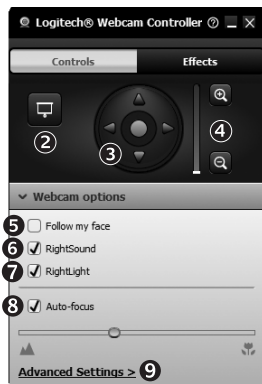 Logitech® Webcam Controller
Controls Effects
2
3
4
Webcam options
5 Follow my face
6 RightSound
7 RightLight
8 Auto-focus
Advanced Settings > 9